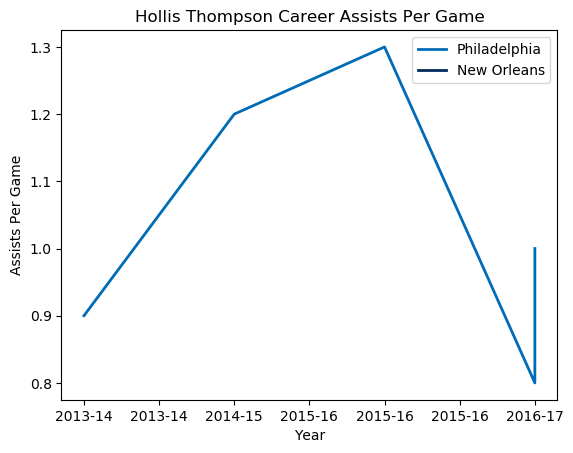 Hollis Thompson Career Assists Per Game
Philadelphia
New Orleans
1.3
1.2
1.1
1.0
0.9
0.8
Assists Per Game
2013-14 2013-14 2014-15 2015-16 2015-16 2015-16 2016-17
Year